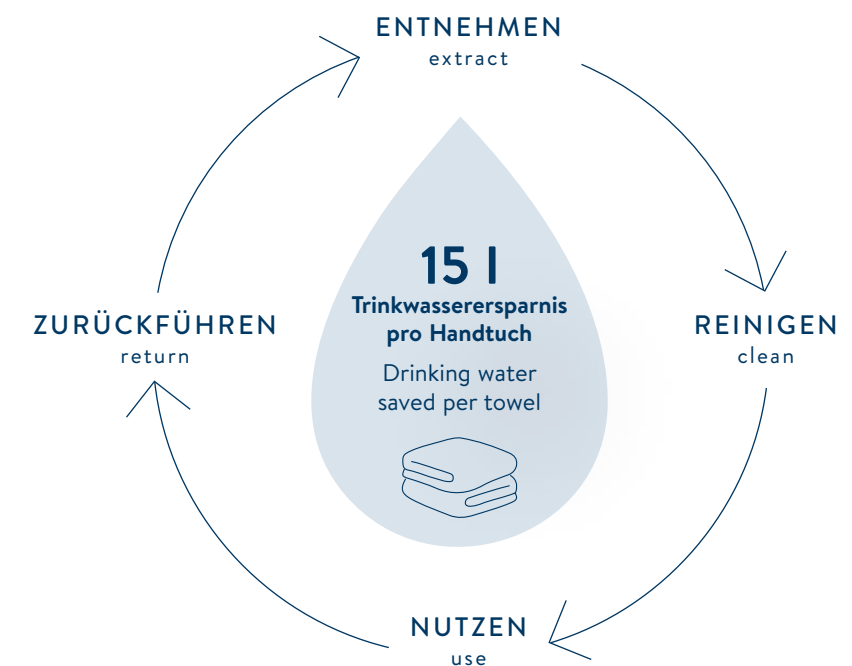 ENTNEHMEN
extract
15 l
Trinkwasserersparnis
pro Handtuch
Drinking water
saved per towel
ZURÜCKFÜHREN
return
REINIGEN
clean
NUTZEN
use